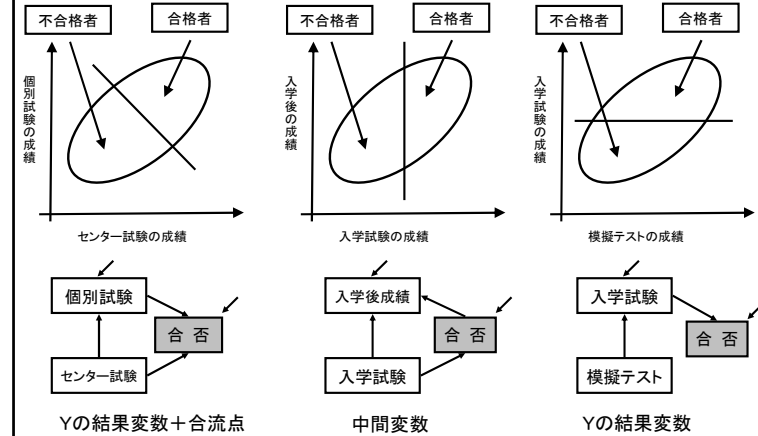 不合格者
合格者
個別試験の成績
センター試験の成績
個別試験
合 否
センター試験
Yの結果変数＋合流点
不合格者
合格者
入学後の成績
入学試験の成績
入学後成績
合 否
入学試験
中間変数
不合格者
合格者
入学試験の成績
模擬テストの成績
入学試験
合 否
模擬テスト
Yの結果変数